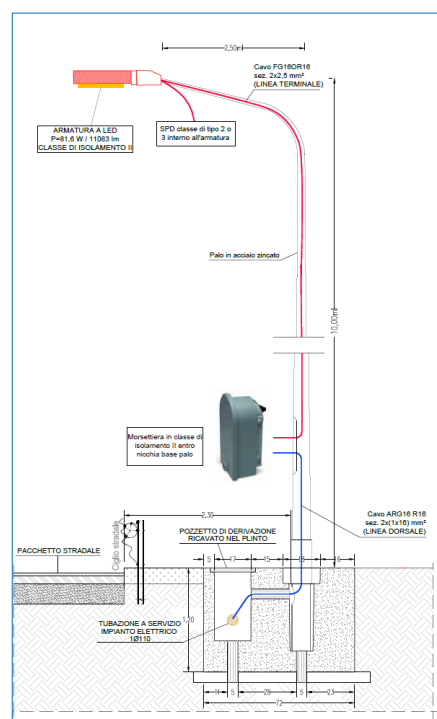 2,50m
Cavo FG16OR16
sez. 2x2,5 mm²
(LINEA TERMINALE)
ARMATURA A LED
P=81,6 W / 11083 lm
CLASSE DI ISOLAMENTO II
SPD classe di tipo 2 o
3 interno all'armatura
Palo in acciaio zincato
10,00ml
Morsettiera in classe di
isolamento II entro
nicchia base palo
2,30
Cavo ARG16 R16
sez. 2x(1x16) mm²
(LINEA DORSALE)
Ciglio stradale
POZZETTO DI DERIVAZIONE
RICAVATO NEL PLINTO
PACCHETTO STRADALE
5
17
15
16
1,20
TUBAZIONE A SERVIZIO
IMPIANTO ELETTRICO
1Ø110
11
5
28
5
23
72